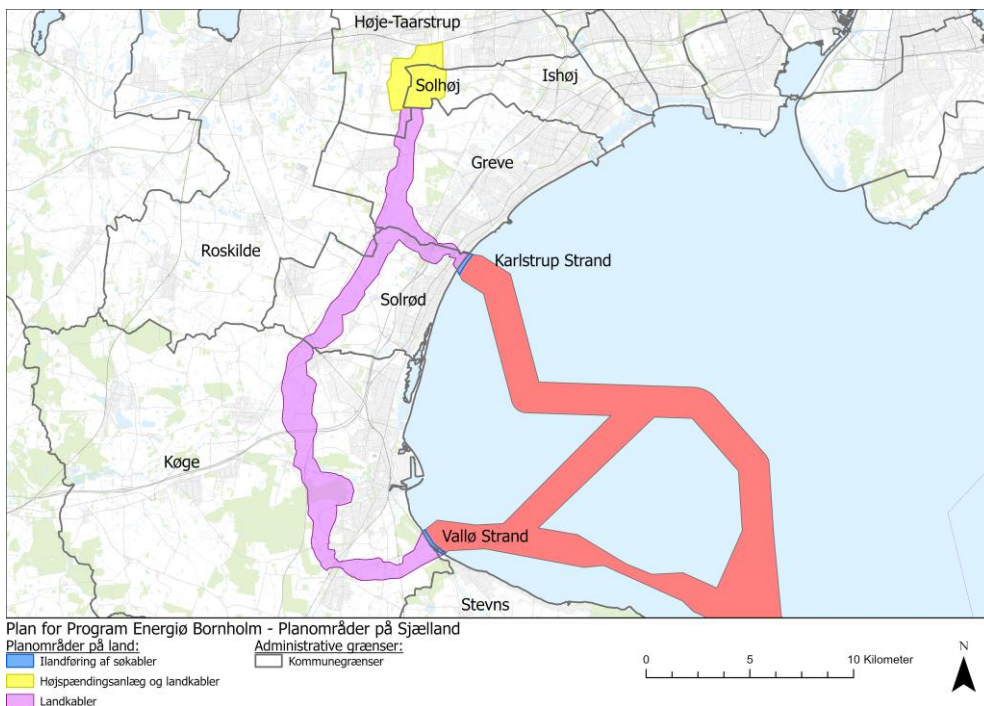 Høje-Taarstrup
Solhøj
Ishøj
Greve
Roskilde
Karlstrup Strand
Solrød
Køge
Vallø Strand
Stevns
Plan for Program Energiø Bornholm - Planområder på Sjælland
Planområder på land:
Ilandføring af søkabler
Højspændingsanlæg og landkabler
Landkabler
Administrative grænser:
Kommunegrænser
0 5 10 Kilometer
N